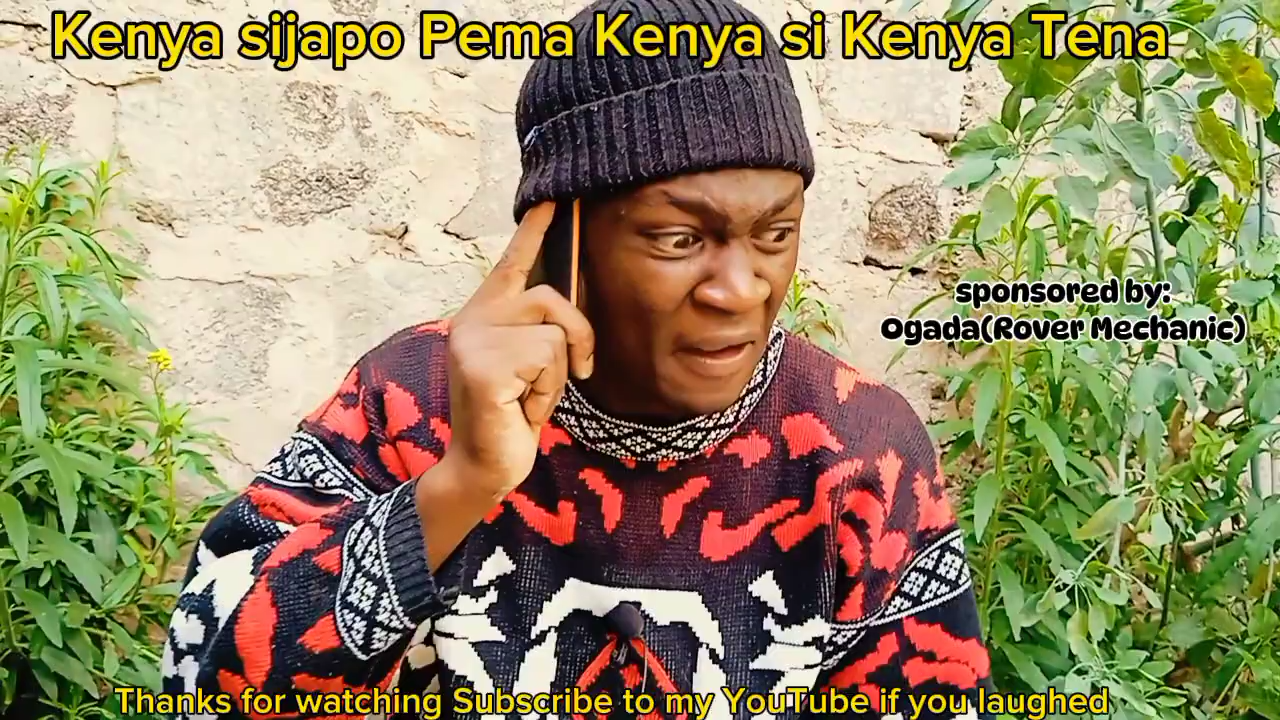 Kenya sijapo Pema Kenya si Kenya Tena
sponsored by:
Ogada(Rover Mechanic)
Thanks for watching Subscribe to my YouTube if you laughed